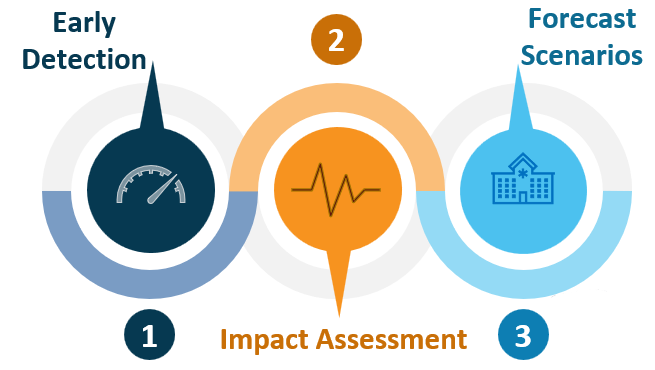 Early
Detection
1
2
Impact Assessment
Forecast
Scenarios
3